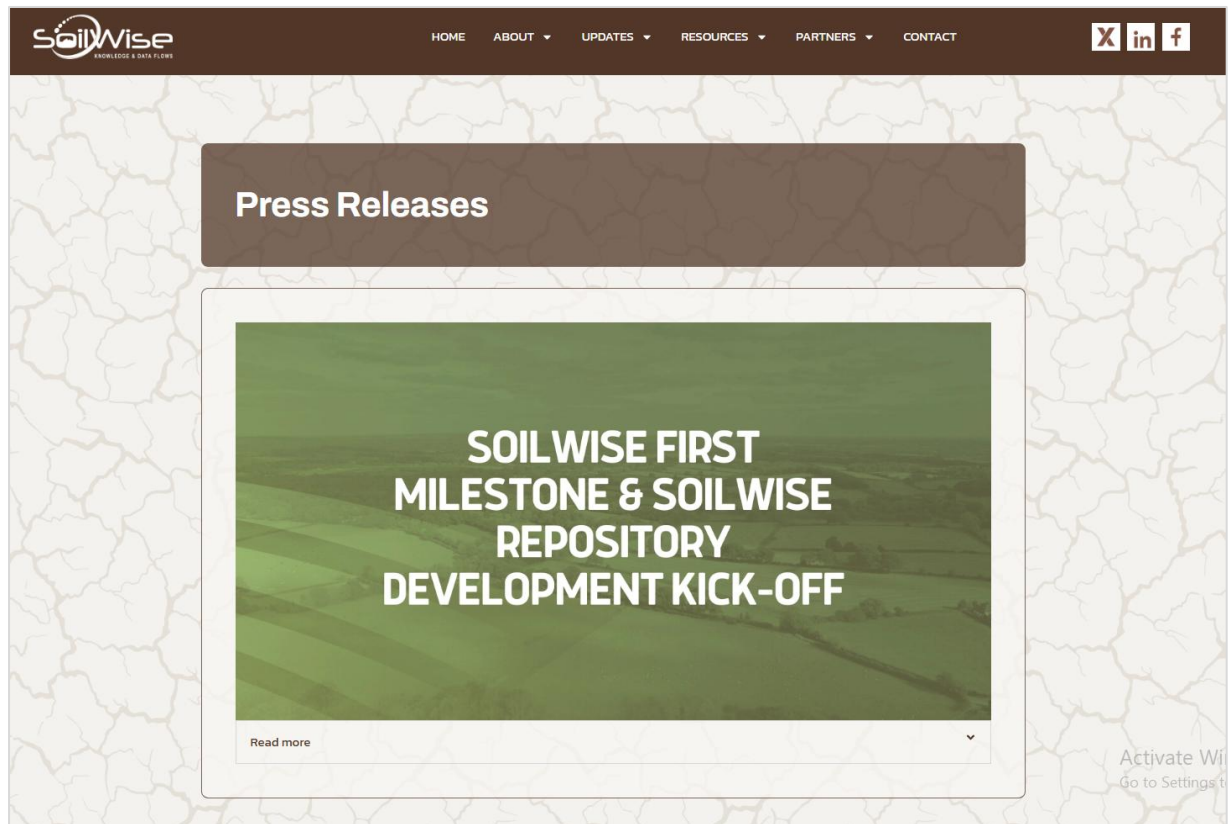 SoilWise
KNOWLEDGE & DATA FLOWS
HOME ABOUT UPDATES RESOURCES PARTNERS CONTACT
X in f
Press Releases
SOILWISE FIRST
MILESTONE & SOILWISE
REPOSITORY
DEVELOPMENT KICK-OFF
Read more
Activate Wi
Go to Settings t